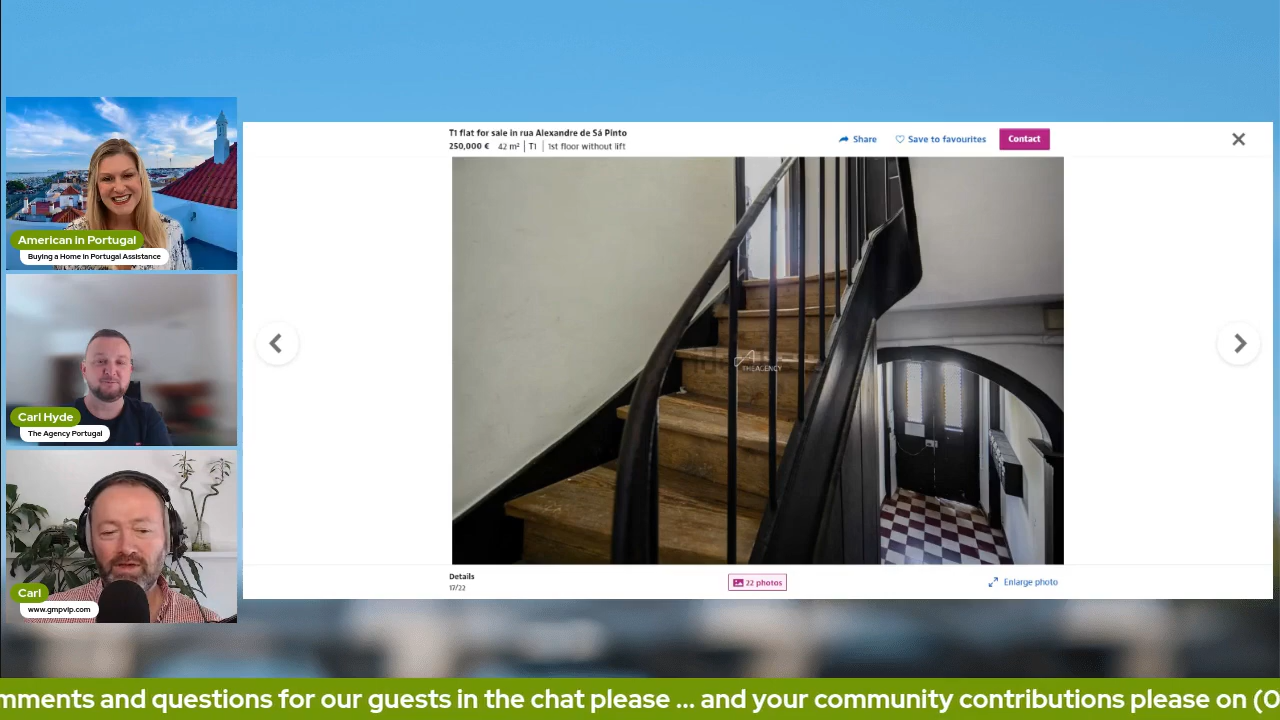 T1 flat for sale in rua Alexandre de Sá Pinto
250,000 € 42 m² T1 1st floor without lift
Share
Save to favourites
Contact
American in Portugal
Buying a Home in Portugal Assistance
Carl Hyde
The Agency Portugal
Carl
www.gmpvip.com
THEAGENCY
Details
17/22
22 photos
Enlarge photo
mments and questions for our guests in the chat please ... and your community contributions please on (0